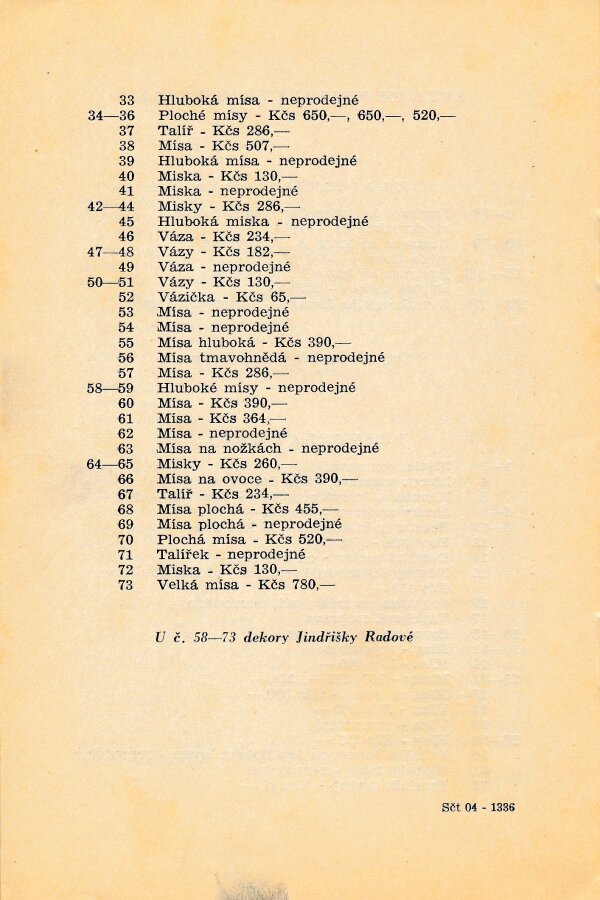 33 Hluboká mísa - neprodejné
34—36 Ploché mísy - Kčs 650,—, 650,—, 520,—
37 Talíř - Kčs 286,—
38 Mísa - Kčs 507,—
39 Hluboká mísa - neprodejné
40 Miska - Kčs 130,—
41 Miska - neprodejné
42—44 Misky - Kčs 286,—
45 Hluboká miska - neprodejné
46 Váza - Kčs 234,—
47—48 Vázy - Kčs 182,—
49 Váza - neprodejné
50—51 Vázy - Kčs 130,—
52 Vázička - Kčs 65,—
53 Mísa - neprodejné
54 Mísa - neprodejné
55 Mísa hluboká - Kčs 390,—
56 Mísa tmavohnědá - neprodejné
57 Mísa - Kčs 286,—
58—59 Hluboké mísy - neprodejné
60 Mísa - Kčs 390,—
61 Mísa - Kčs 364,—
62 Mísa - neprodejné
63 Mísa na nožkách - neprodejné
64—65 Misky - Kčs 260,—
66 Mísa na ovoce - Kčs 390,—
67 Talíř - Kčs 234,—
68 Mísa plochá - Kčs 455,—
69 Mísa plochá - neprodejné
70 Plochá mísa - Kčs 520,—
71 Talířek - neprodejné
72 Miska - Kčs 130,—
73 Velká mísa - Kčs 780,—
U č. 58—73 dekory Jindřišky Radové
Sčt 04 - 1336